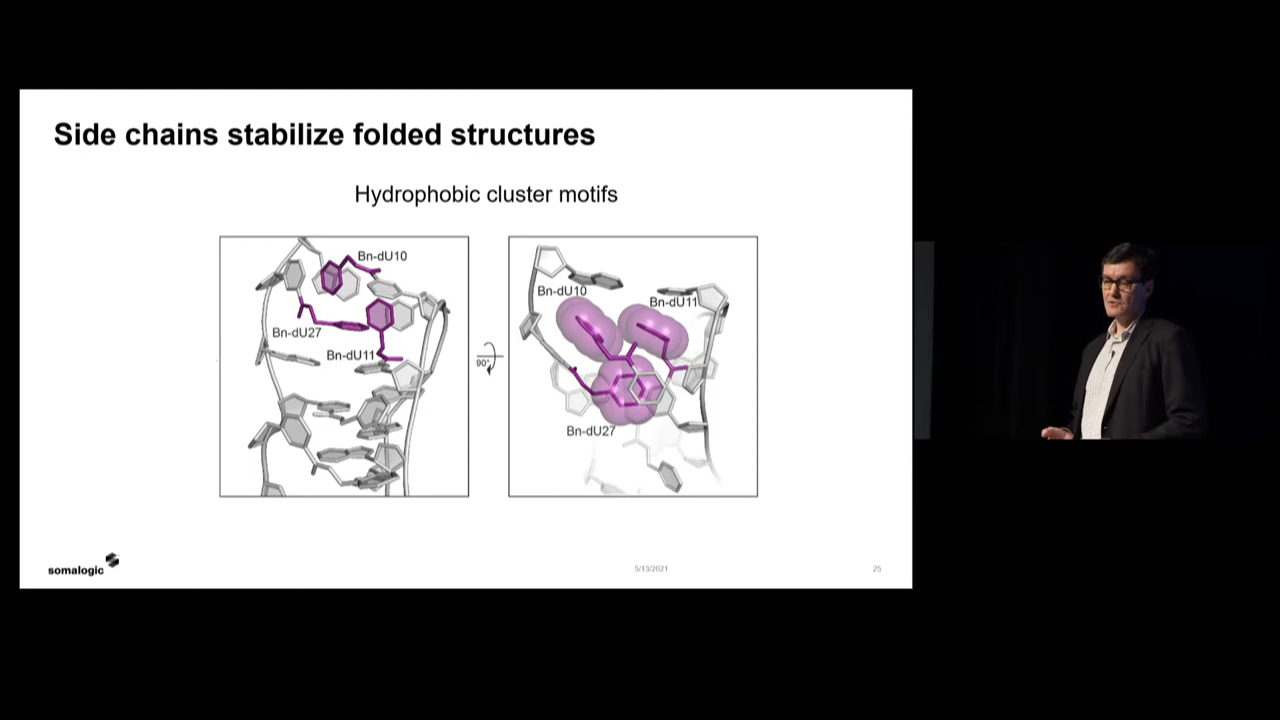 Side chains stabilize folded structures
Hydrophobic cluster motifs
Bn-dU10
Bn-dU27
Bn-dU11
90°
Bn-dU10
Bn-dU11
Bn-dU27
somalogic
5/13/2021
25